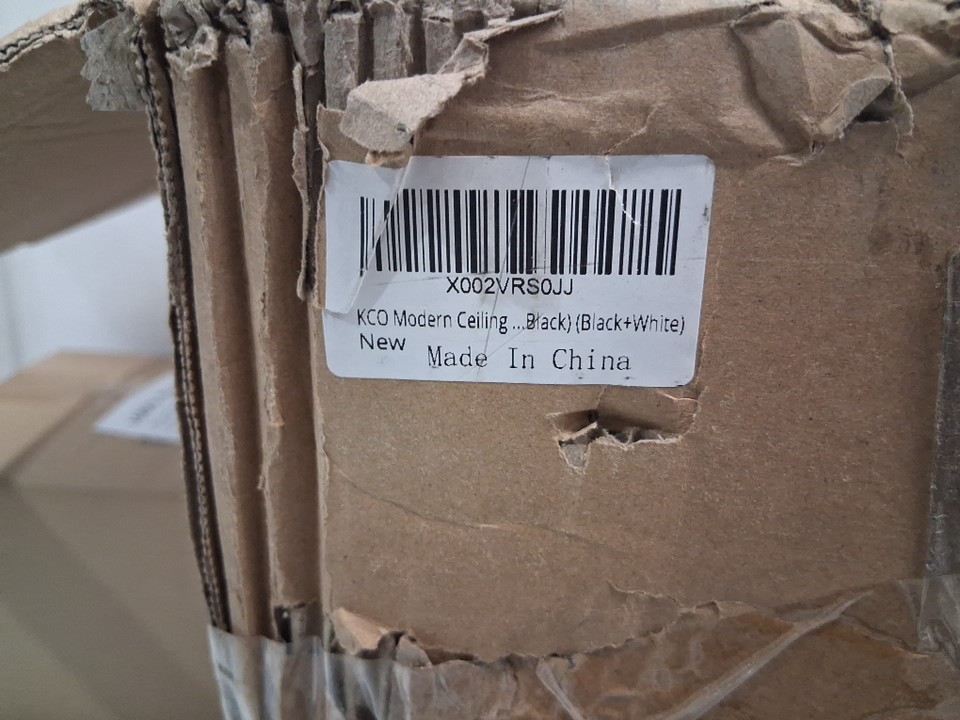 X002VRS0JJ
KCO Modern Ceiling ...Black) (Black+White)
New
Made In China